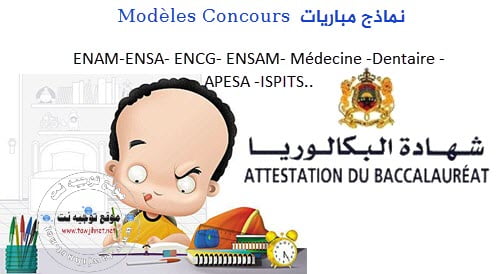 Modèles Concours نماذج مباريات
ENAM-ENSA- ENCG- ENSAM- Médecine -Dentaire -
APESA -ISPITS..
شهادة البكالوريا
ATTESTATION DU BACCALAURÉAT
موقع توجيه نت
www.tawjihnet.net